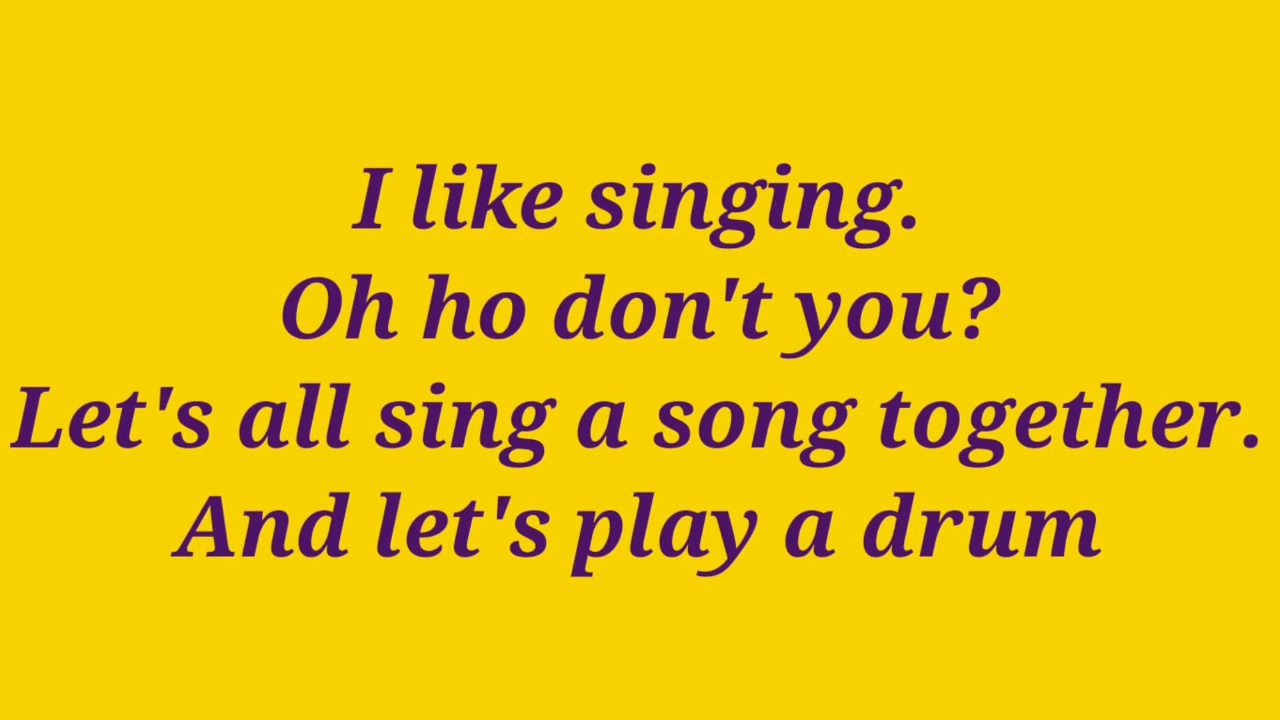 I like singing.
Oh ho don't you?
Let's all sing a song together.
And let's play a drum